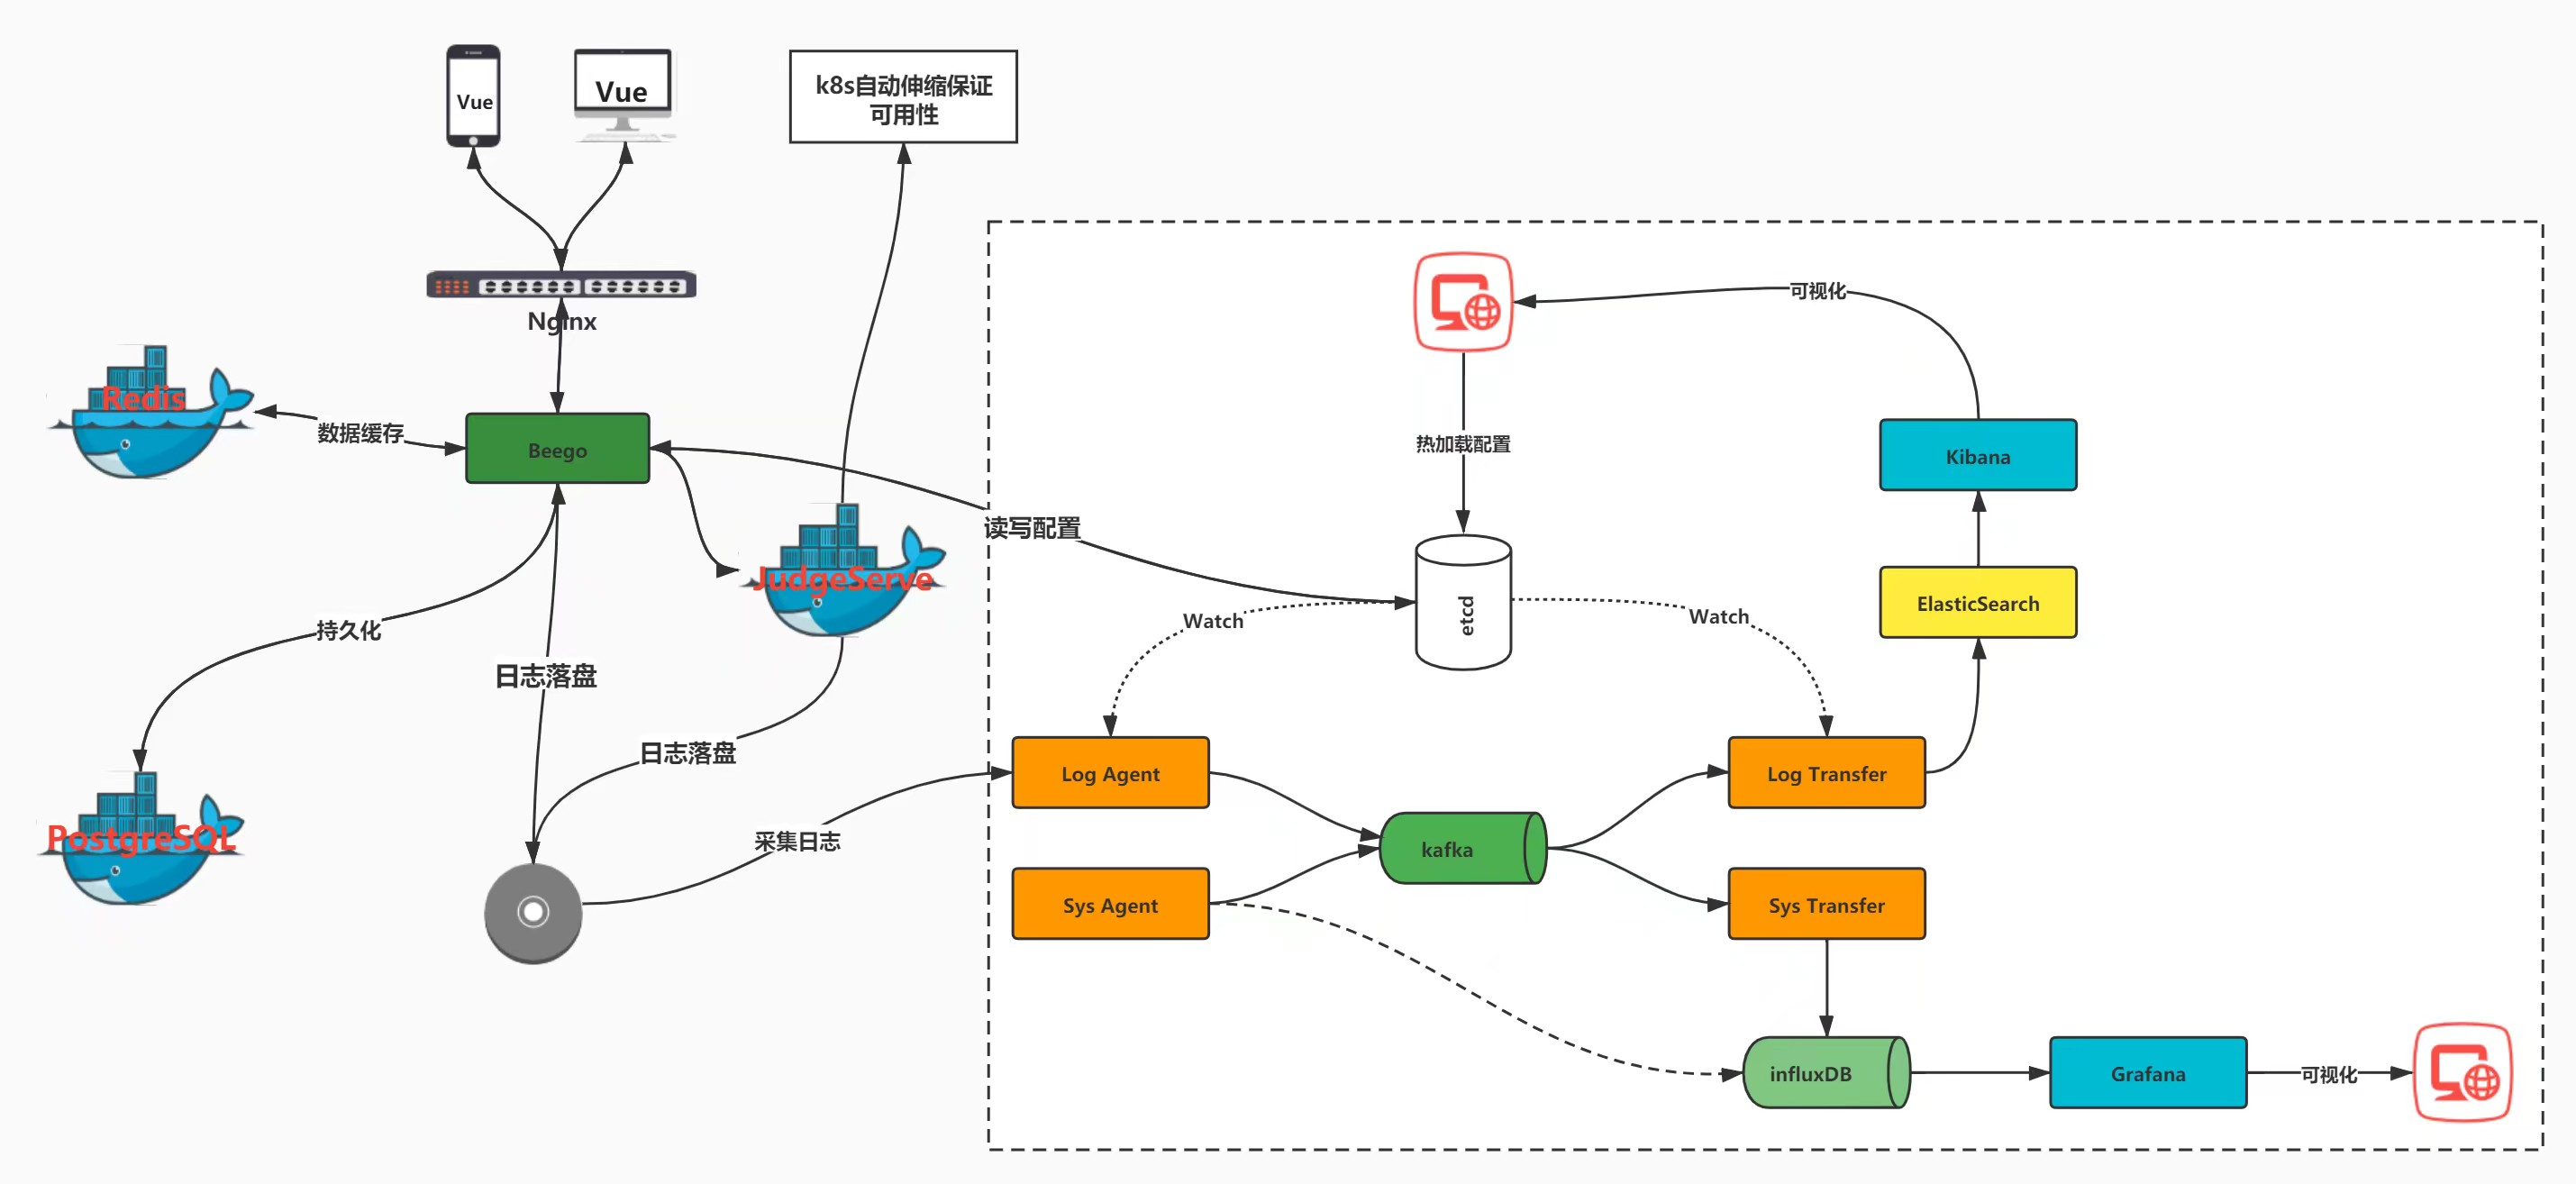 Vue
Vue
k8s自动伸缩保证
可用性
Nginx
可视化
Redis
数据缓存
Beego
热加载配置
Kibana
读写配置
JudgeServe
etcd
ElasticSearch
Watch
Watch
持久化
日志落盘
日志落盘
Log Agent
Log Transfer
PostgreSQL
采集日志
kafka
Sys Agent
Sys Transfer
influxDB
Grafana
可视化